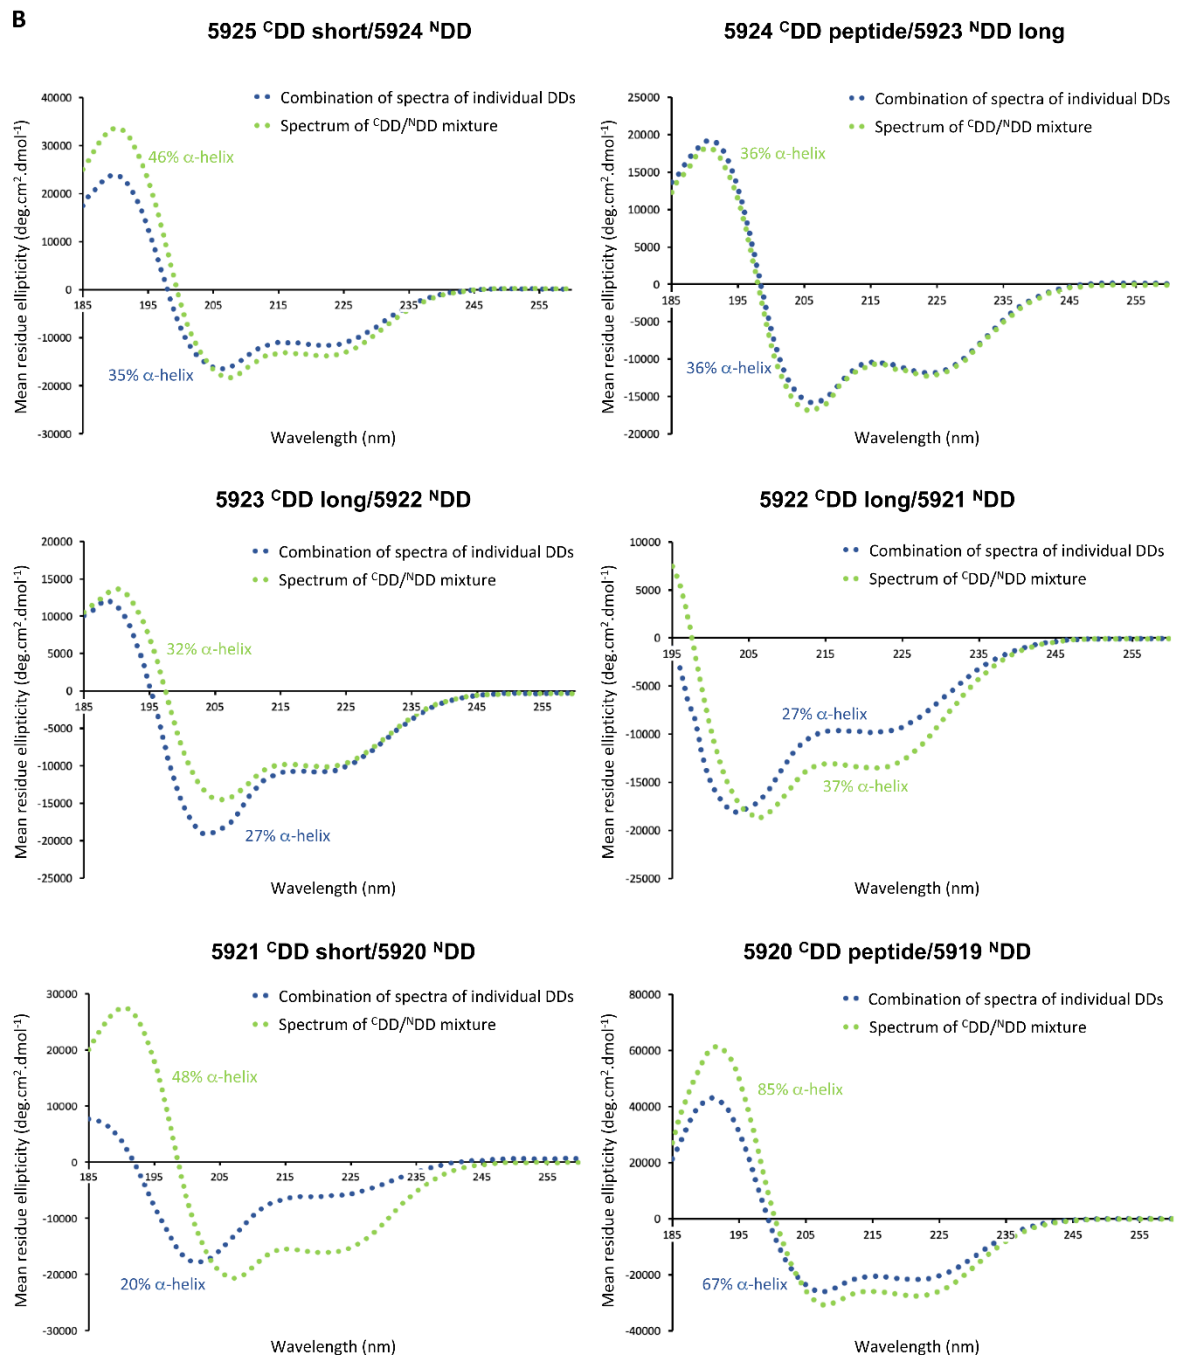 B
5925 ᶜDD short/5924 ᴺDD
Mean residue ellipticity (deg.cm².dmol⁻¹)
40000
30000
20000
10000
0
-10000
-20000
-30000
185 195 205 215 225 235 245 255
Combination of spectra of individual DDs
Spectrum of ᶜDD/ᴺDD mixture
46% α-helix
35% α-helix
Wavelength (nm)
5924 ᶜDD peptide/5923 ᴺDD long
Mean residue ellipticity (deg.cm².dmol⁻¹)
25000
20000
15000
10000
5000
0
-5000
-10000
-15000
-20000
185 195 205 215 225 235 245 255
Combination of spectra of individual DDs
Spectrum of ᶜDD/ᴺDD mixture
36% α-helix
36% α-helix
Wavelength (nm)
5923 ᶜDD long/5922 ᴺDD
Mean residue ellipticity (deg.cm².dmol⁻¹)
20000
15000
10000
5000
0
-5000
-10000
-15000
-20000
-25000
185 195 205 215 225 235 245 255
Combination of spectra of individual DDs
Spectrum of ᶜDD/ᴺDD mixture
32% α-helix
27% α-helix
Wavelength (nm)
5922 ᶜDD long/5921 ᴺDD
Mean residue ellipticity (deg.cm².dmol⁻¹)
10000
5000
0
-5000
-10000
-15000
-20000
-25000
195 205 215 225 235 245 255
Combination of spectra of individual DDs
Spectrum of ᶜDD/ᴺDD mixture
27% α-helix
37% α-helix
Wavelength (nm)
5921 ᶜDD short/5920 ᴺDD
Mean residue ellipticity (deg.cm².dmol⁻¹)
30000
20000
10000
0
-10000
-20000
-30000
185 195 205 215 225 235 245 255
Combination of spectra of individual DDs
Spectrum of ᶜDD/ᴺDD mixture
48% α-helix
20% α-helix
Wavelength (nm)
5920 ᶜDD peptide/5919 ᴺDD
Mean residue ellipticity (deg.cm².dmol⁻¹)
80000
60000
40000
20000
0
-20000
-40000
185 195 205 215 225 235 245 255
Combination of spectra of individual DDs
Spectrum of ᶜDD/ᴺDD mixture
85% α-helix
67% α-helix
Wavelength (nm)